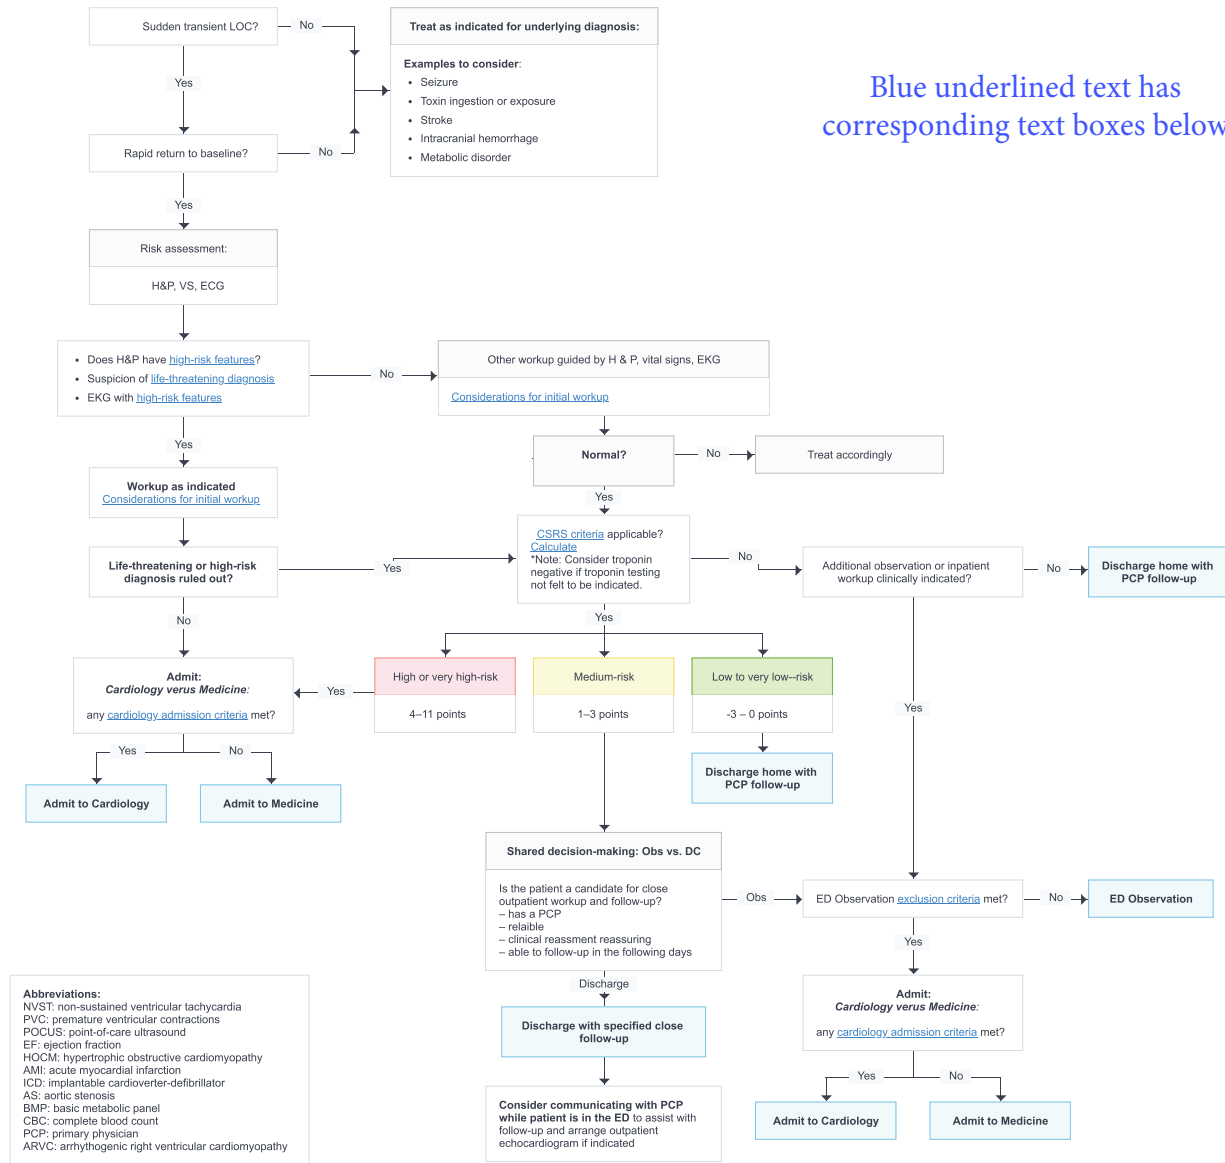 Sudden transient LOC?
No
Treat as indicated for underlying diagnosis:
Examples to consider:
• Seizure
• Toxin ingestion or exposure
• Stroke
• Intracranial hemorrhage
• Metabolic disorder
Blue underlined text has
corresponding text boxes below
Yes
Rapid return to baseline?
No
Yes
Risk assessment:
H&P, VS, ECG
• Does H&P have high-risk features?
• Suspicion of life-threatening diagnosis
• EKG with high-risk features
No
Other workup guided by H & P, vital signs, EKG
Considerations for initial workup
Yes
Normal?
No
Treat accordingly
Workup as indicated
Considerations for initial workup
Yes
CSRS criteria applicable?
Calculate
*Note: Consider troponin
negative if troponin testing
not felt to be indicated.
Life-threatening or high-risk
diagnosis ruled out?
Yes
No
Additional observation or inpatient
workup clinically indicated?
No
Discharge home with
PCP follow-up
No
Yes
Admit:
Cardiology verus Medicine:
any cardiology admission criteria met?
Yes
High or very high-risk
4–11 points
Medium-risk
1–3 points
Low to very low--risk
-3 – 0 points
Yes
Yes
No
Admit to Cardiology
Admit to Medicine
Discharge home with
PCP follow-up
Shared decision-making: Obs vs. DC
Is the patient a candidate for close
outpatient workup and follow-up?
– has a PCP
– relaible
– clinical reassment reassuring
– able to follow-up in the following days
Obs
ED Observation exclusion criteria met?
No
ED Observation
Yes
Discharge
Discharge with specified close
follow-up
Admit:
Cardiology verus Medicine:
any cardiology admission criteria met?
Yes
No
Admit to Cardiology
Admit to Medicine
Consider communicating with PCP
while patient is in the ED to assist with
follow-up and arrange outpatient
echocardiogram if indicated
Abbreviations:
NVST: non-sustained ventricular tachycardia
PVC: premature ventricular contractions
POCUS: point-of-care ultrasound
EF: ejection fraction
HOCM: hypertrophic obstructive cardiomyopathy
AMI: acute myocardial infarction
ICD: implantable cardioverter-defibrillator
AS: aortic stenosis
BMP: basic metabolic panel
CBC: complete blood count
PCP: primary physician
ARVC: arrhythogenic right ventricular cardiomyopathy